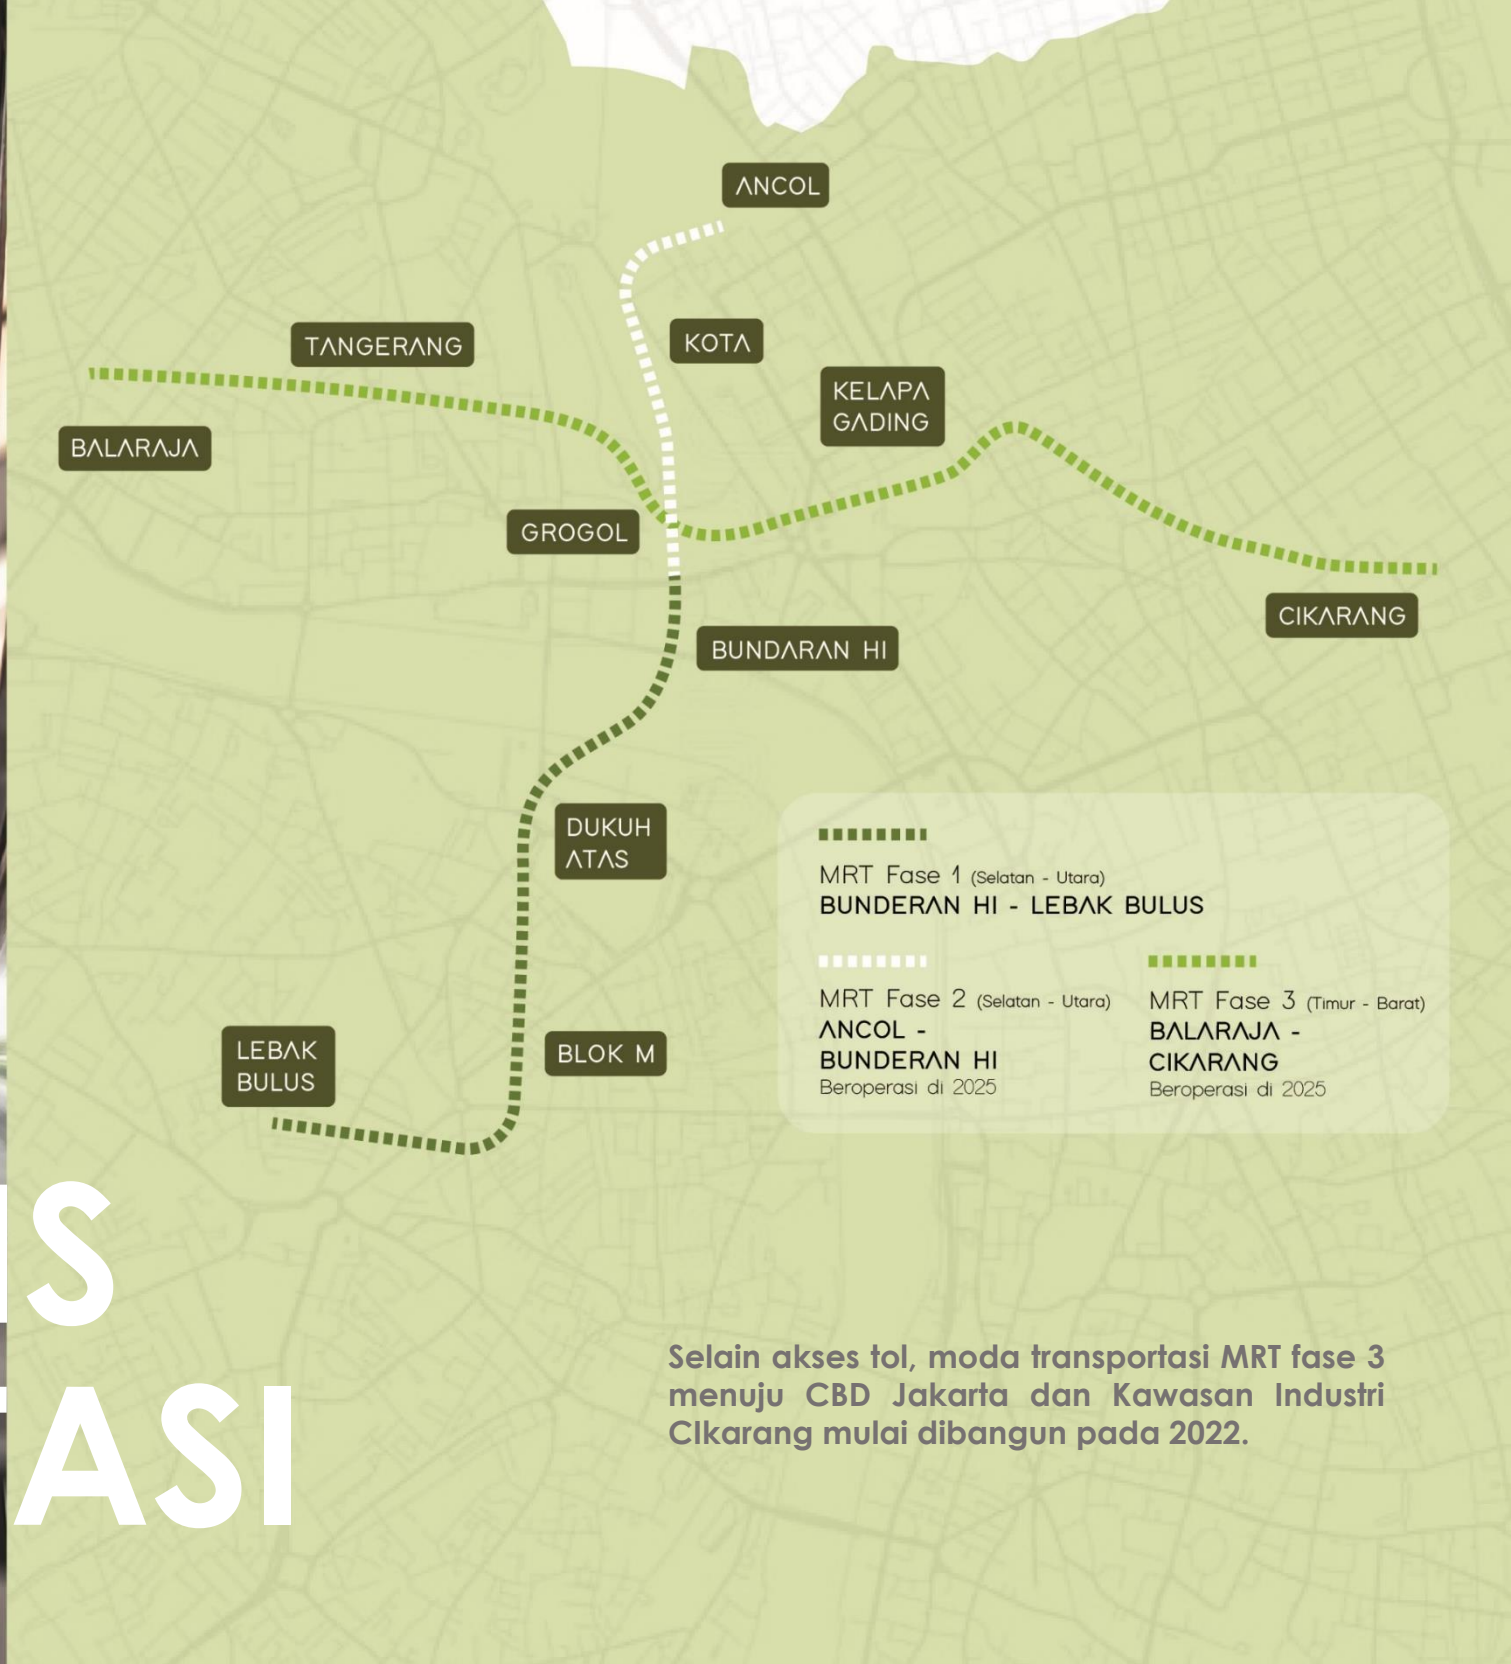 ANCOL
TANGERANG
KOTA
KELAPA
GADING
BALARAJA
GROGOL
CIKARANG
BUNDARAN HI
DUKUH
ATAS
LEBAK
BULUS
BLOK M
MRT Fase 1 (Selatan - Utara)
BUNDERAN HI - LEBAK BULUS
MRT Fase 2 (Selatan - Utara)
ANCOL -
BUNDERAN HI
Beroperasi di 2025
MRT Fase 3 (Timur - Barat)
BALARAJA -
CIKARANG
Beroperasi di 2025
S
TASI
Selain akses tol, moda transportasi MRT fase 3
menuju CBD Jakarta dan Kawasan Industri
CIkarang mulai dibangun pada 2022.